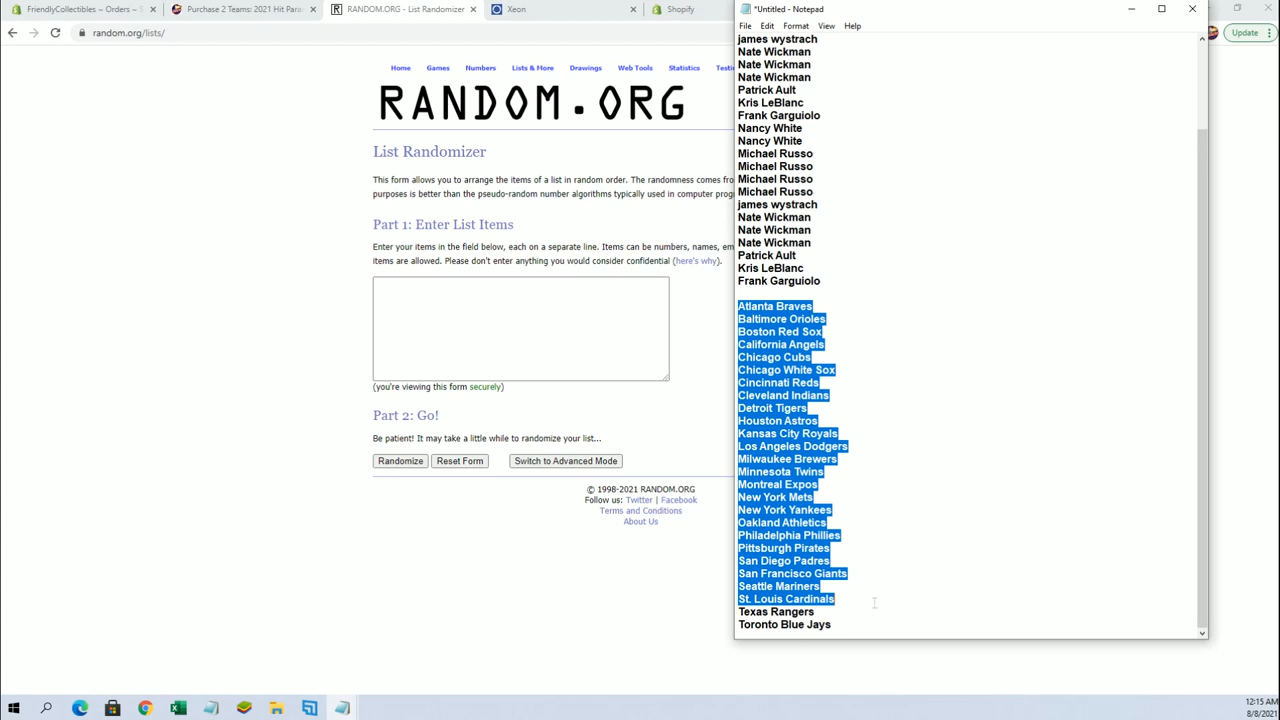 FriendlyCollectibles ~ Orders ~ S
Purchase 2 Teams: 2021 Hit Para
RANDOM.ORG - List Randomizer
Xeon
Shopify
random.org/lists/
Update
Home Games Numbers Lists & More Drawings Web Tools Statistics Testi
RANDOM.ORG
List Randomizer
This form allows you to arrange the items of a list in random order. The randomness comes fro
purposes is better than the pseudo-random number algorithms typically used in computer prog
Part 1: Enter List Items
Enter your items in the field below, each on a separate line. Items can be numbers, names, em
items are allowed. Please don't enter anything you would consider confidential (here's why).
(you're viewing this form securely)
Part 2: Go!
Be patient! It may take a little while to randomize your list...
Randomize Reset Form Switch to Advanced Mode
© 1998-2021 RANDOM.ORG
Follow us: Twitter | Facebook
Terms and Conditions
About Us
*Untitled - Notepad
File Edit Format View Help
james wystrach
Nate Wickman
Nate Wickman
Nate Wickman
Patrick Ault
Kris LeBlanc
Frank Garguiolo
Nancy White
Nancy White
Michael Russo
Michael Russo
Michael Russo
Michael Russo
james wystrach
Nate Wickman
Nate Wickman
Nate Wickman
Patrick Ault
Kris LeBlanc
Frank Garguiolo
Atlanta Braves
Baltimore Orioles
Boston Red Sox
California Angels
Chicago Cubs
Chicago White Sox
Cincinnati Reds
Cleveland Indians
Detroit Tigers
Houston Astros
Kansas City Royals
Los Angeles Dodgers
Milwaukee Brewers
Minnesota Twins
Montreal Expos
New York Mets
New York Yankees
Oakland Athletics
Philadelphia Phillies
Pittsburgh Pirates
San Diego Padres
San Francisco Giants
Seattle Mariners
St. Louis Cardinals
Texas Rangers
Toronto Blue Jays
12:15 AM
8/8/2021